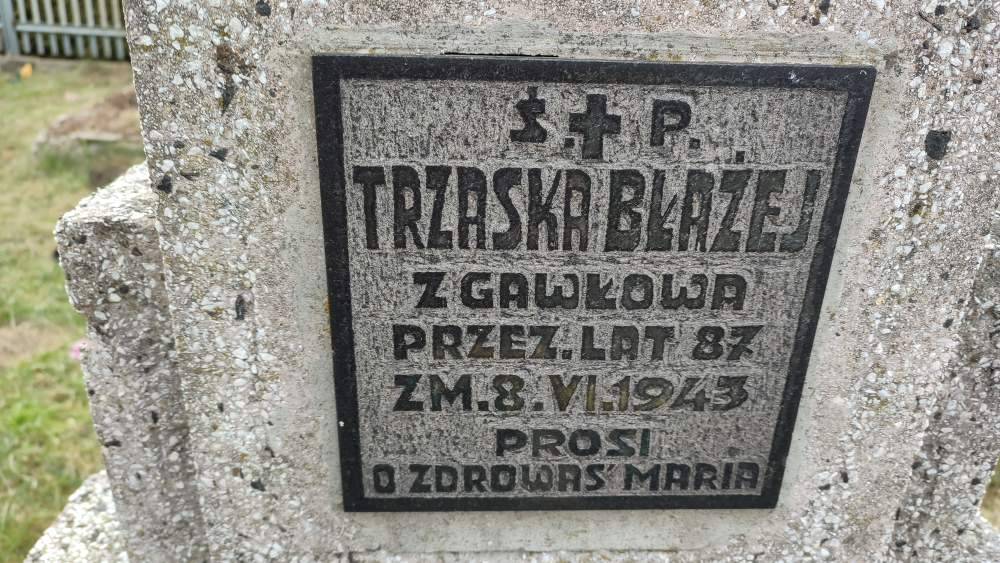 Ś. ✝ P.
TRZASKA BŁAŻEJ
Z GAWŁOWA
PRZEŻ. LAT 87
ZM. 8. VI. 1943
PROSI
O ZDROWAŚ MARIA